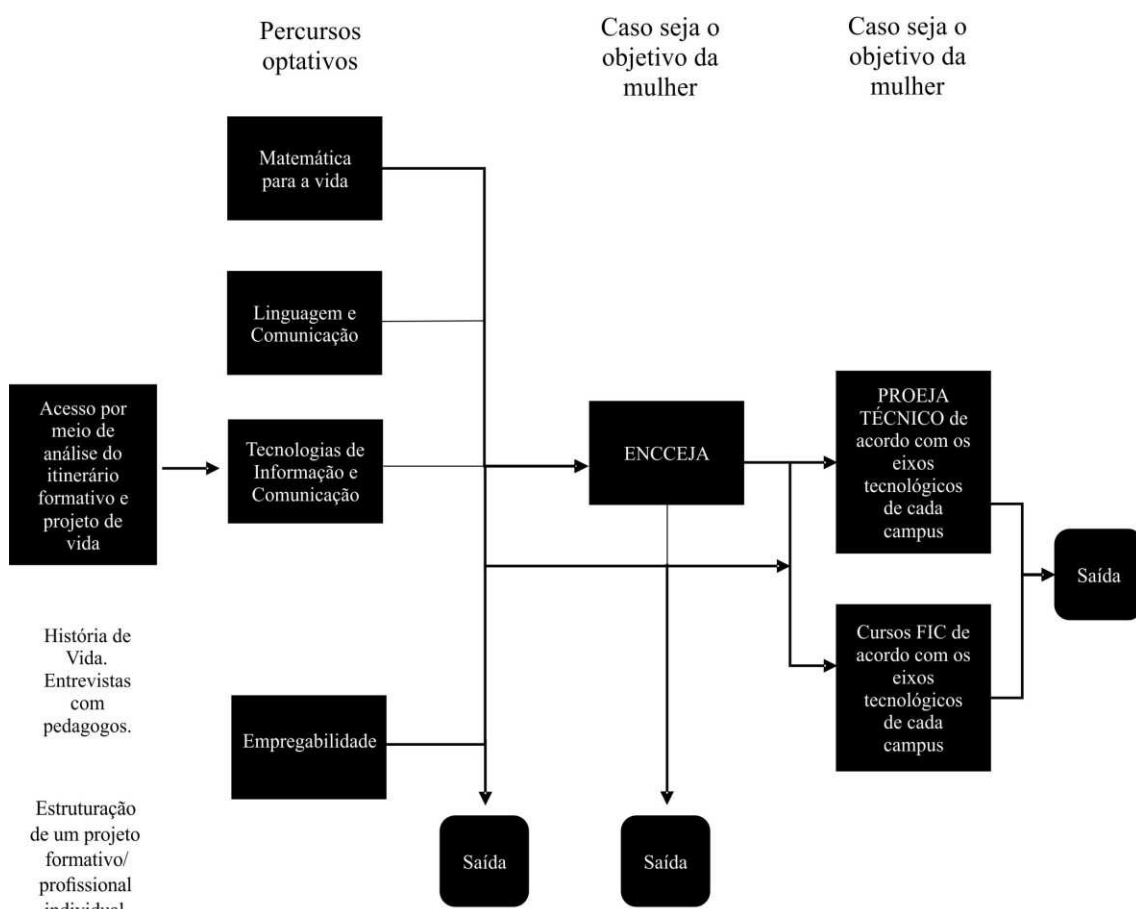 Percursos
optativos
Caso seja o
objetivo da
mulher
Caso seja o
objetivo da
mulher
Matemática
para a vida
Linguagem e
Comunicação
Acesso por
meio de
análise do
itinerário
formativo e
projeto de
vida
Tecnologias de
Informação e
Comunicação
ENCCEJA
PROEJA
TÉCNICO de
acordo com os
eixos
tecnológicos
de cada
campus
Saída
História de
Vida.
Entrevistas
com
pedagogos.
Cursos FIC de
acordo com os
eixos
tecnológicos
de cada
campus
Empregabilidade
Estruturação
de um projeto
formativo/
profissional
individual
Saída
Saída